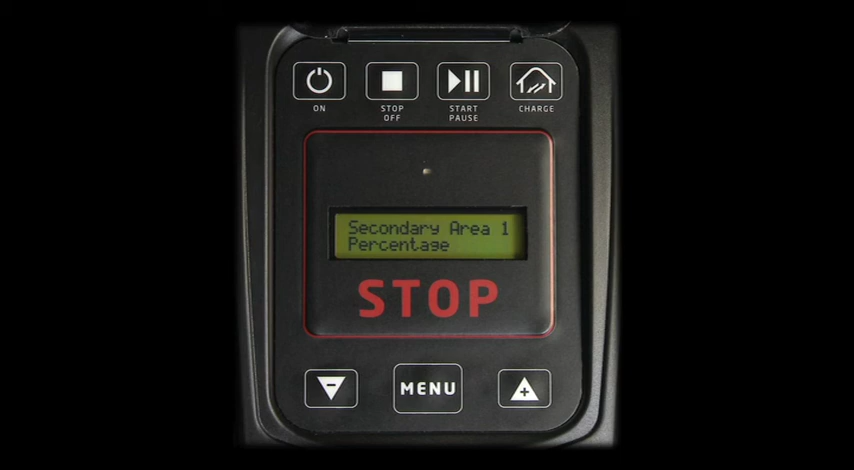 ON
STOP
OFF
START
PAUSE
CHARGE
Secondary Area 1
Percentage
STOP
MENU